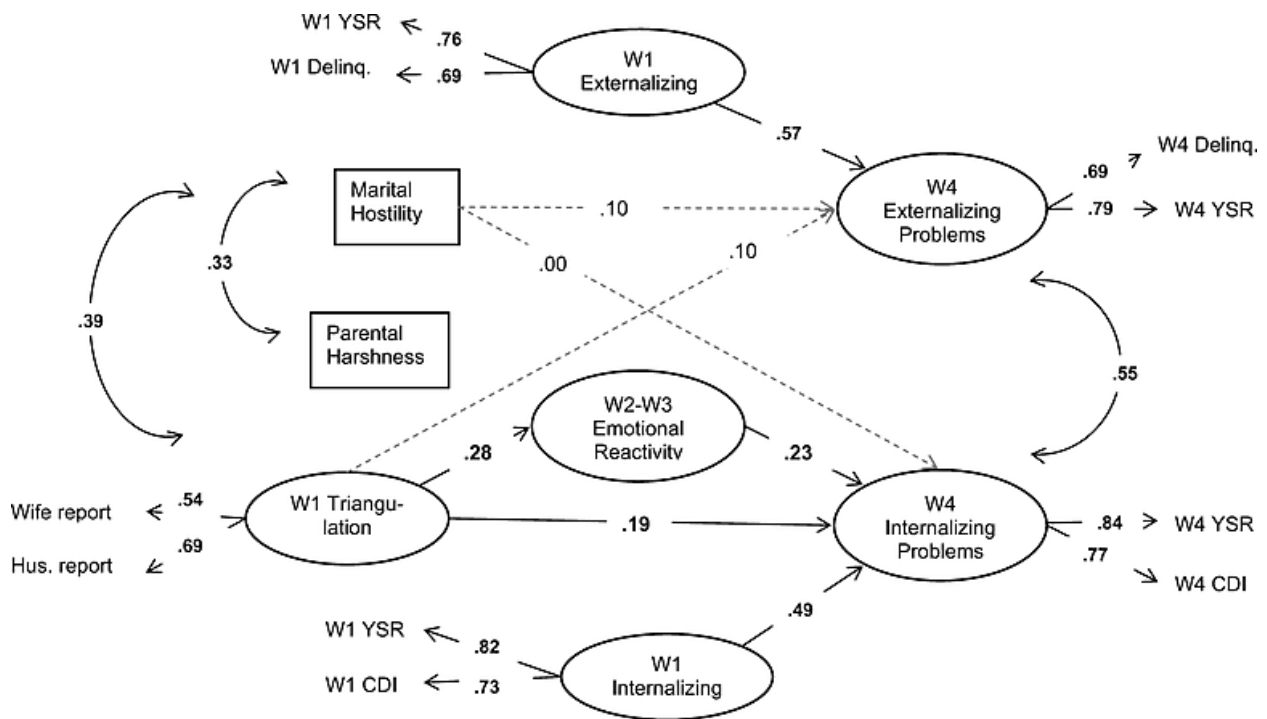 W1 YSR
.76
W1 Delinq.
.69
W1
Externalizing
.57
W4 Delinq.
.69
W4
Externalizing
Problems
.79
W4 YSR
Marital
Hostility
.10
.10
.00
.33
.39
Parental
Harshness
.55
W2-W3
Emotional
Reactivity
.28
.23
Wife report
.54
W1 Triangu-
lation
.69
Hus. report
.19
W4
Internalizing
Problems
.84
W4 YSR
.77
W4 CDI
.49
W1 YSR
.82
W1 CDI
.73
W1
Internalizing